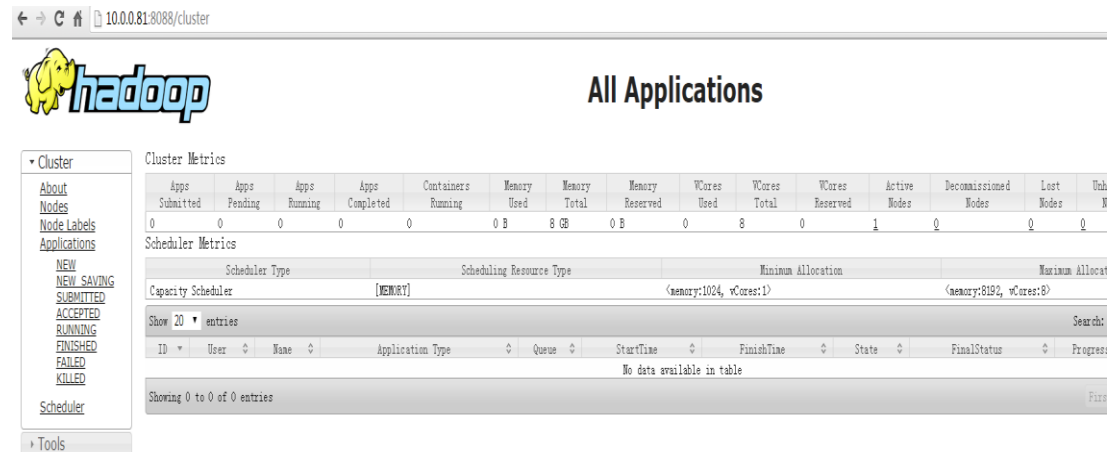 10.0.0.81:8088/cluster
hadoop
All Applications
Cluster
About
Nodes
Node Labels
Applications
NEW
NEW_SAVING
SUBMITTED
ACCEPTED
RUNNING
FINISHED
FAILED
KILLED
Scheduler
Tools
Cluster Metrics
Apps Submitted Apps Pending Apps Running Apps Completed Containers Running Memory Used Memory Total Memory Reserved VCores Used VCores Total VCores Reserved Active Nodes Decommissioned Nodes Lost Nodes
0 0 0 0 0 0 B 8 GB 0 B 0 8 0 1 0 0 0
Scheduler Metrics
Scheduler Type Scheduling Resource Type Minimum Allocation Maximum Allocat
Capacity Scheduler [MEMORY] <memory:1024, vCores:1> <memory:8192, vCores:8>
Show 20 entries Search:
ID User Name Application Type Queue StartTime FinishTime State FinalStatus Progress
No data available in table
Showing 0 to 0 of 0 entries Firs